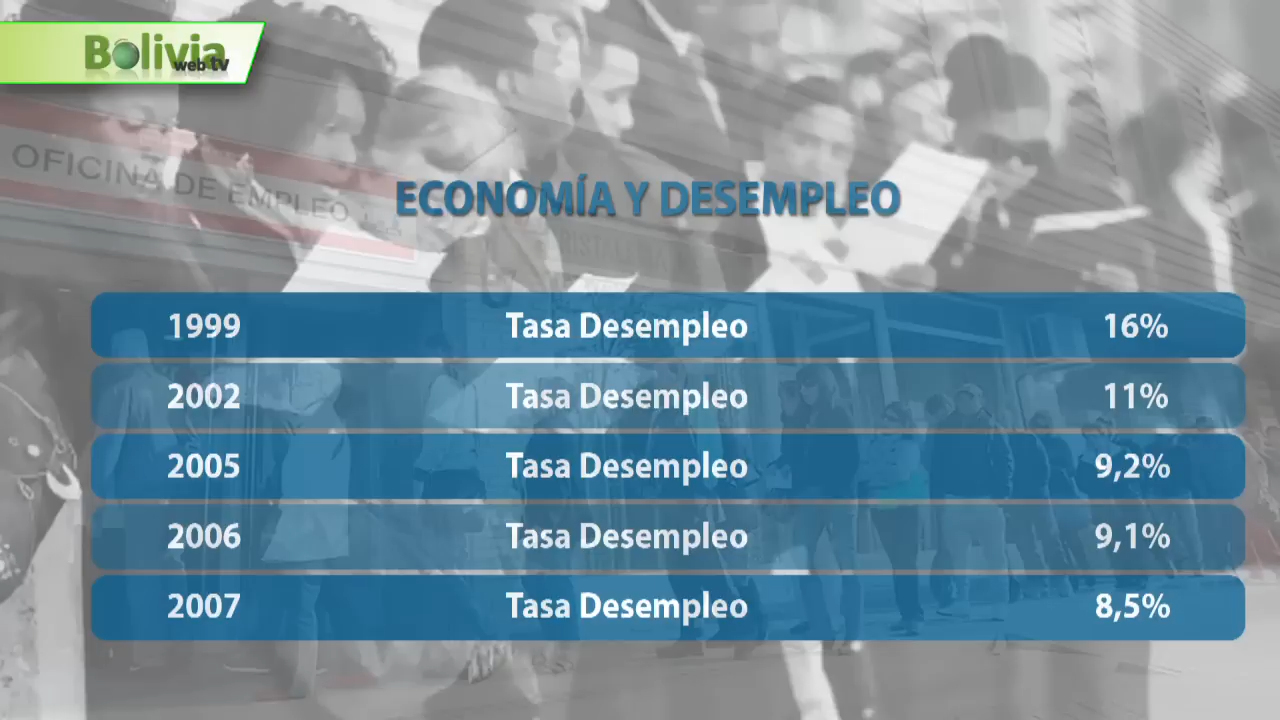 Bolivia
web tv
OFICINA DE EMPLEO
ECONOMÍA Y DESEMPLEO
1999 Tasa Desempleo 16%
2002 Tasa Desempleo 11%
2005 Tasa Desempleo 9,2%
2006 Tasa Desempleo 9,1%
2007 Tasa Desempleo 8,5%